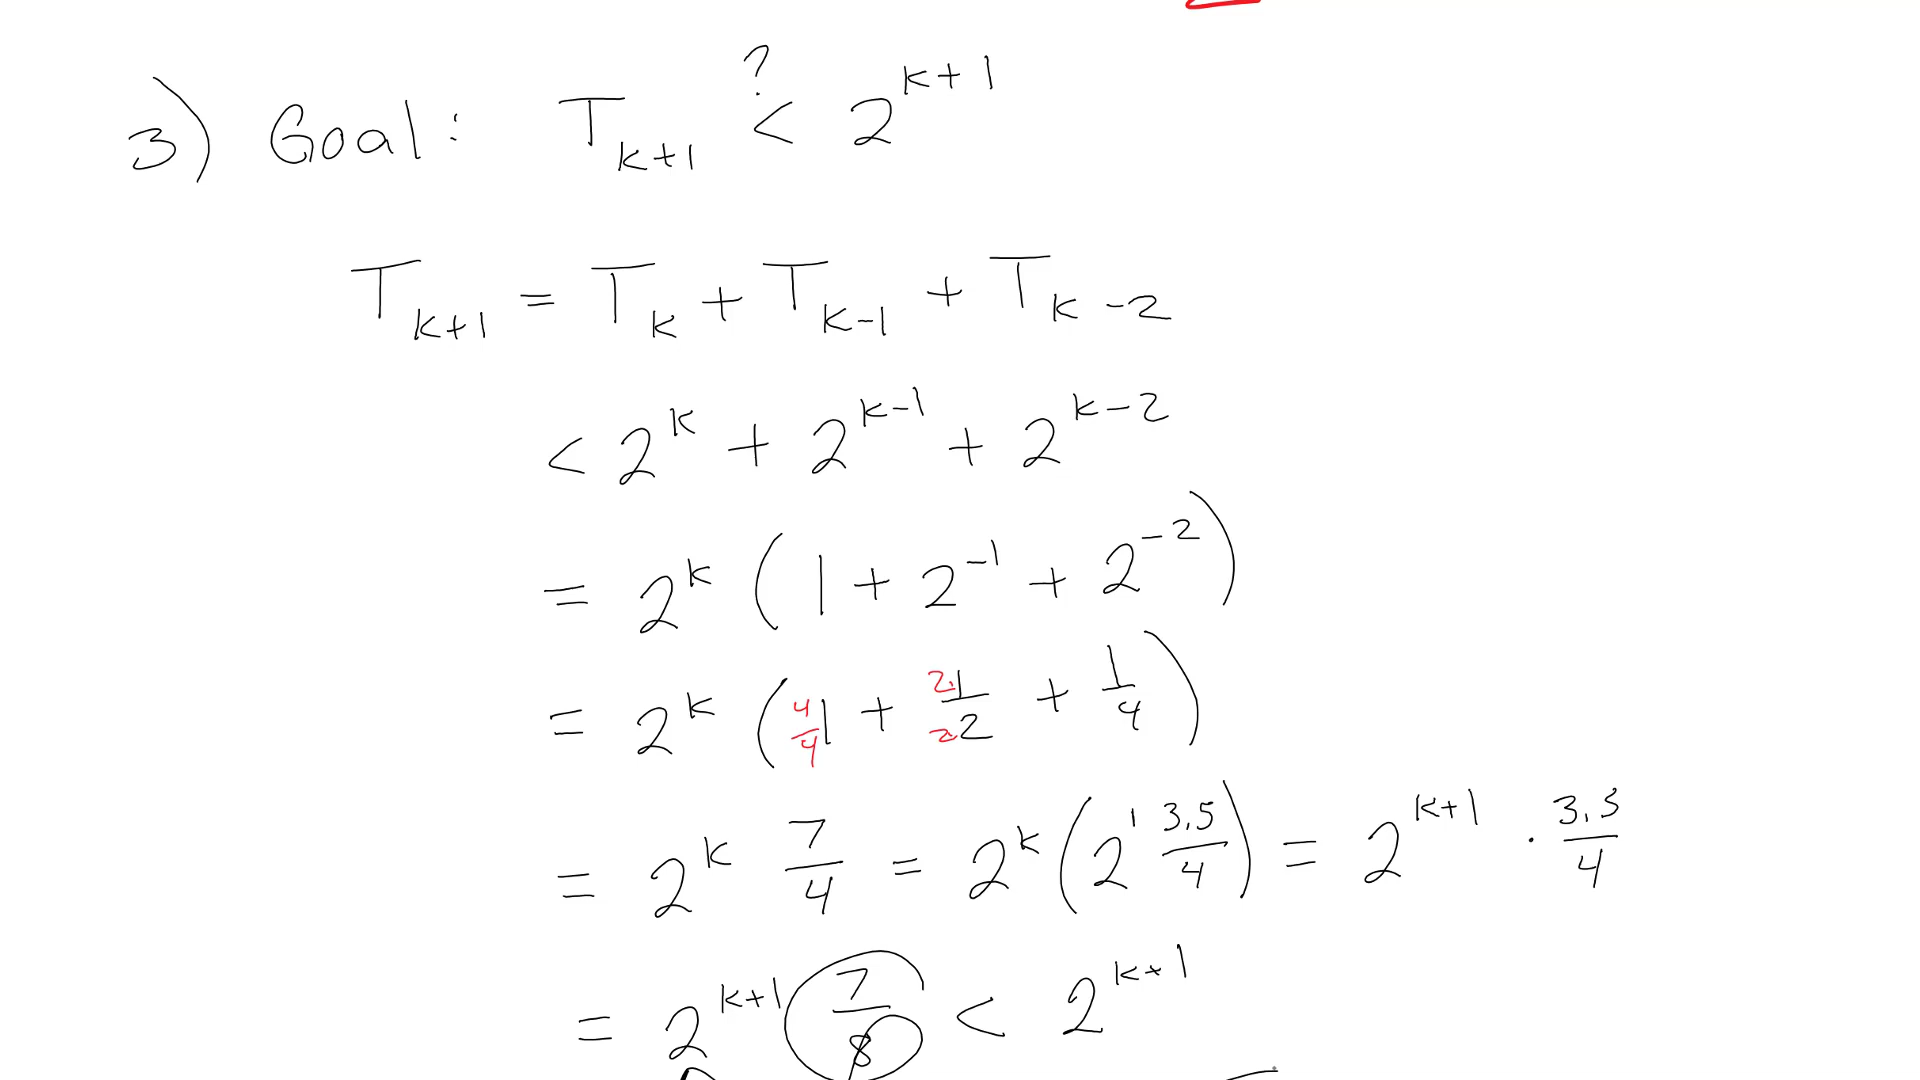 3) Goal: T_{k+1} <^{?} 2^{k+1}
T_{k+1} = T_k + T_{k-1} + T_{k-2}
< 2^k + 2^{k-1} + 2^{k-2}
= 2^k (1 + 2^{-1} + 2^{-2})
= 2^k (4/4 1 + 2·1/2 2 + 1/4)
= 2^k 7/4 = 2^k (2^1 3.5/4) = 2^{k+1} · 3.5/4
= 2^{k+1} 7/8 < 2^{k+1}